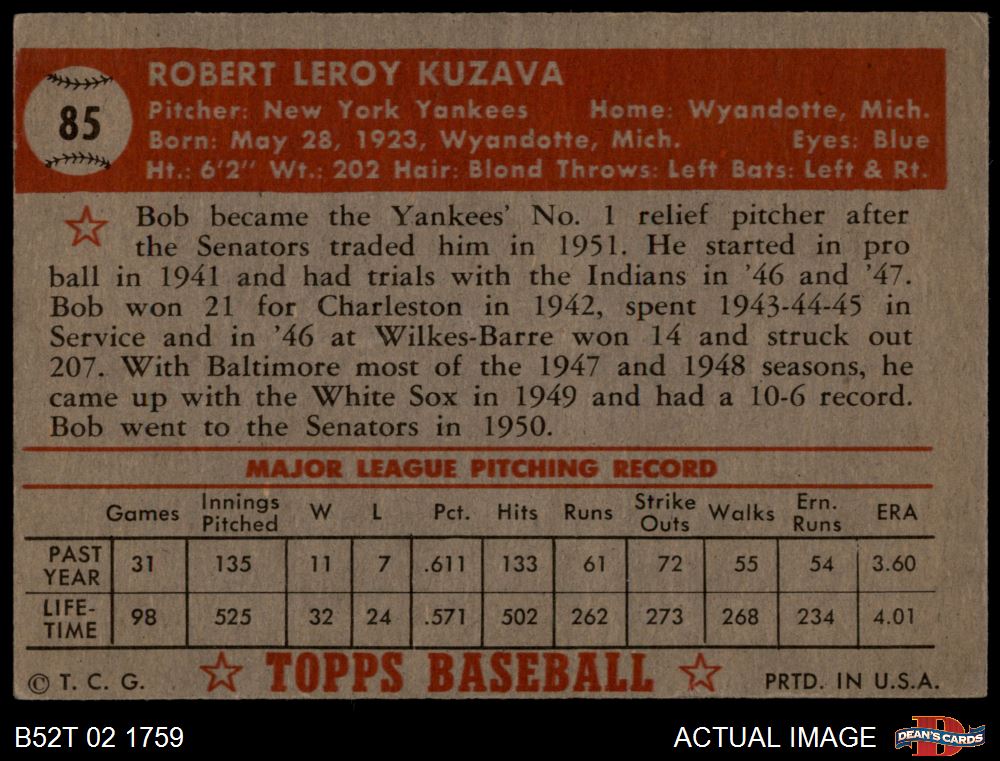 85
ROBERT LEROY KUZAVA
Pitcher: New York Yankees Home: Wyandotte, Mich.
Born: May 28, 1923, Wyandotte, Mich. Eyes: Blue
Ht.: 6'2" Wt.: 202 Hair: Blond Throws: Left Bats: Left & Rt.
Bob became the Yankees' No. 1 relief pitcher after
the Senators traded him in 1951. He started in pro
ball in 1941 and had trials with the Indians in '46 and '47.
Bob won 21 for Charleston in 1942, spent 1943-44-45 in
Service and in '46 at Wilkes-Barre won 14 and struck out
207. With Baltimore most of the 1947 and 1948 seasons, he
came up with the White Sox in 1949 and had a 10-6 record.
Bob went to the Senators in 1950.
MAJOR LEAGUE PITCHING RECORD
Games Innings Pitched W L Pct. Hits Runs Strike Outs Walks Ern. Runs ERA
PAST YEAR 31 135 11 7 .611 133 61 72 55 54 3.60
LIFE-TIME 98 525 32 24 .571 502 262 273 268 234 4.01
© T. C. G. TOPPS BASEBALL PRTD. IN U.S.A.
B52T 02 1759 ACTUAL IMAGE DEAN'S CARDS